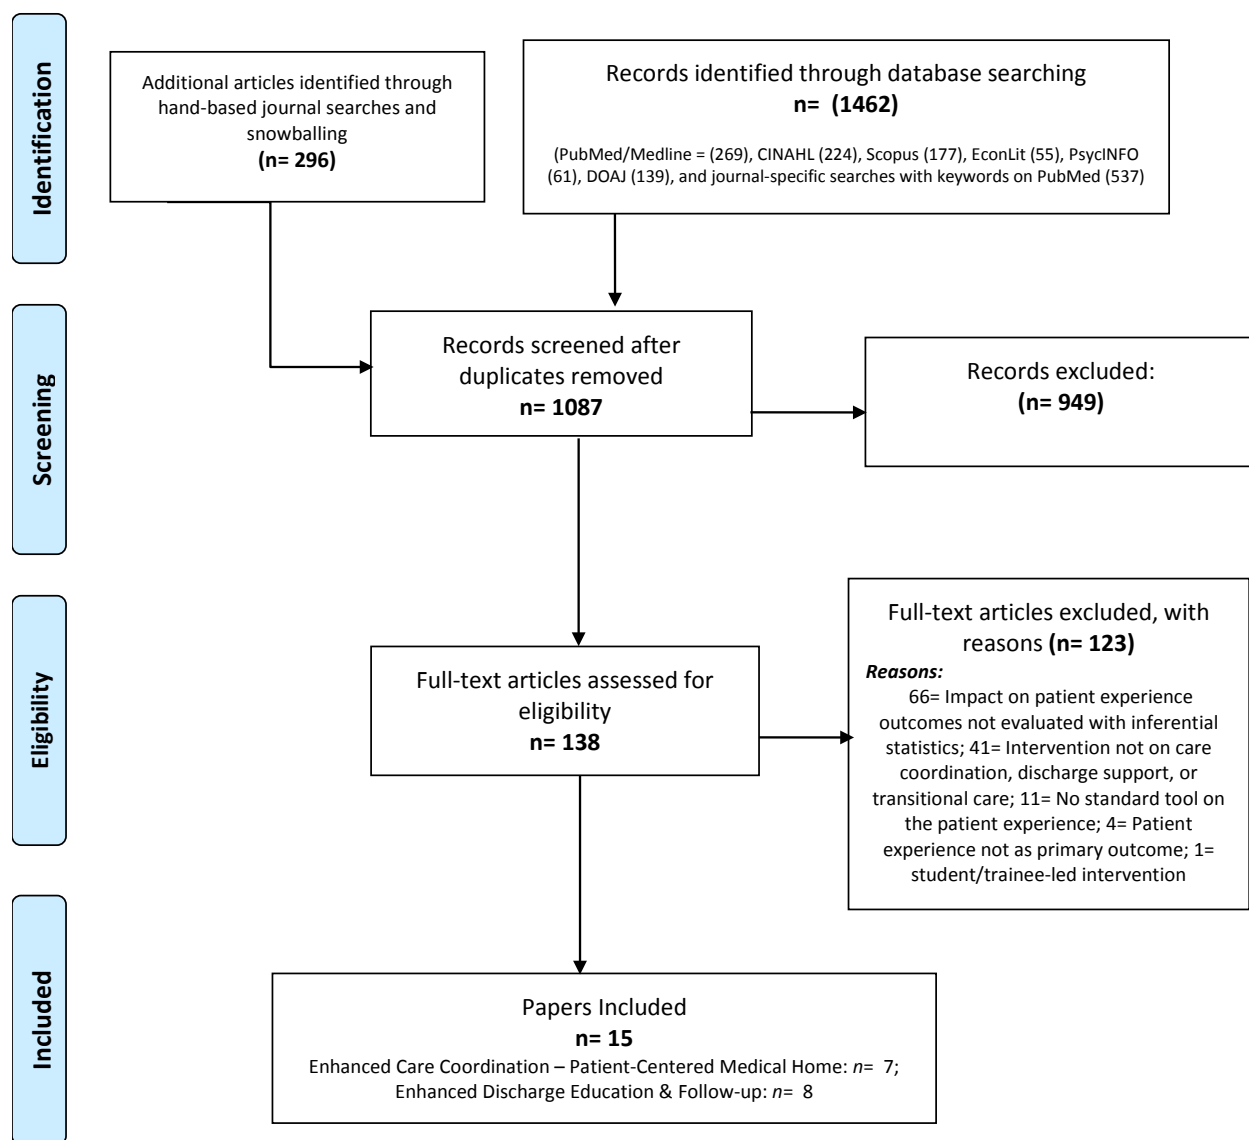 Identification
Additional articles identified through
hand-based journal searches and
snowballing
(n= 296)
Records identified through database searching
n=  (1462)
(PubMed/Medline = (269), CINAHL (224), Scopus (177), EconLit (55), PsycINFO
(61), DOAJ (139), and journal-specific searches with keywords on PubMed (537)
Screening
Records screened after
duplicates removed
n= 1087
Records excluded:
(n= 949)
Eligibility
Full-text articles assessed for
eligibility
n= 138
Full-text articles excluded, with
reasons (n= 123)
Reasons:
66= Impact on patient experience
outcomes not evaluated with inferential
statistics; 41= Intervention not on care
coordination, discharge support, or
transitional care; 11= No standard tool on
the patient experience; 4= Patient
experience not as primary outcome; 1=
student/trainee-led intervention
Included
Papers Included
n= 15
Enhanced Care Coordination – Patient-Centered Medical Home: n=  7;
Enhanced Discharge Education & Follow-up: n=  8